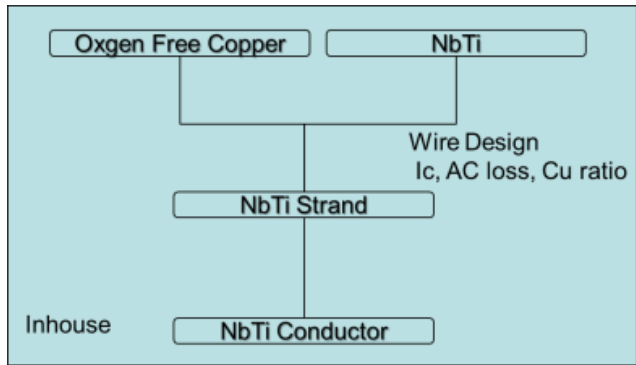 Oxgen Free Copper
NbTi
Wire Design
Ic, AC loss, Cu ratio
NbTi Strand
Inhouse
NbTi Conductor